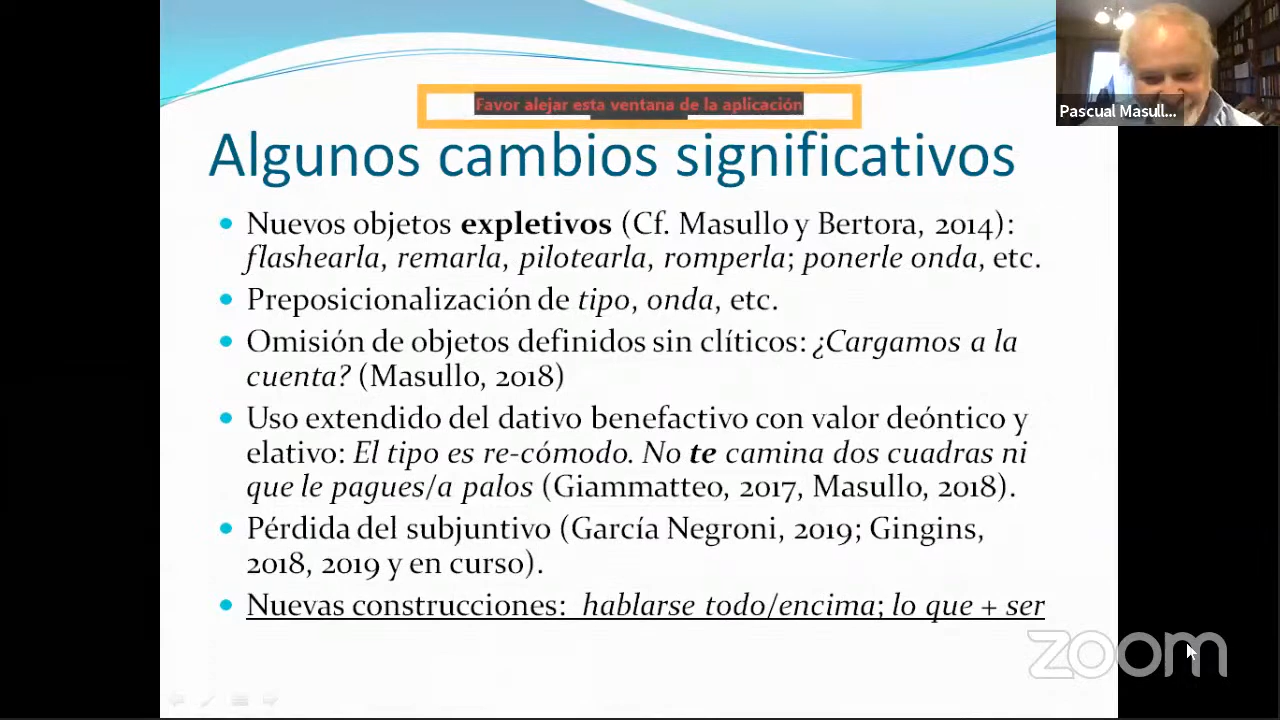 Favor alejar esta ventana de la aplicación
Pascual Masull...
Algunos cambios significativos
• Nuevos objetos expletivos (Cf. Masullo y Bertora, 2014):
flashearla, remarla, pilotearla, romperla; ponerle onda, etc.
• Preposicionalización de tipo, onda, etc.
• Omisión de objetos definidos sin clíticos: ¿Cargamos a la
cuenta? (Masullo, 2018)
• Uso extendido del dativo benefactivo con valor deóntico y
elativo: El tipo es re-cómodo. No te camina dos cuadras ni
que le pagues/a palos (Giammatteo, 2017, Masullo, 2018).
• Pérdida del subjuntivo (García Negroni, 2019; Gingins,
2018, 2019 y en curso).
• Nuevas construcciones: hablarse todo/encima; lo que + ser
zoom